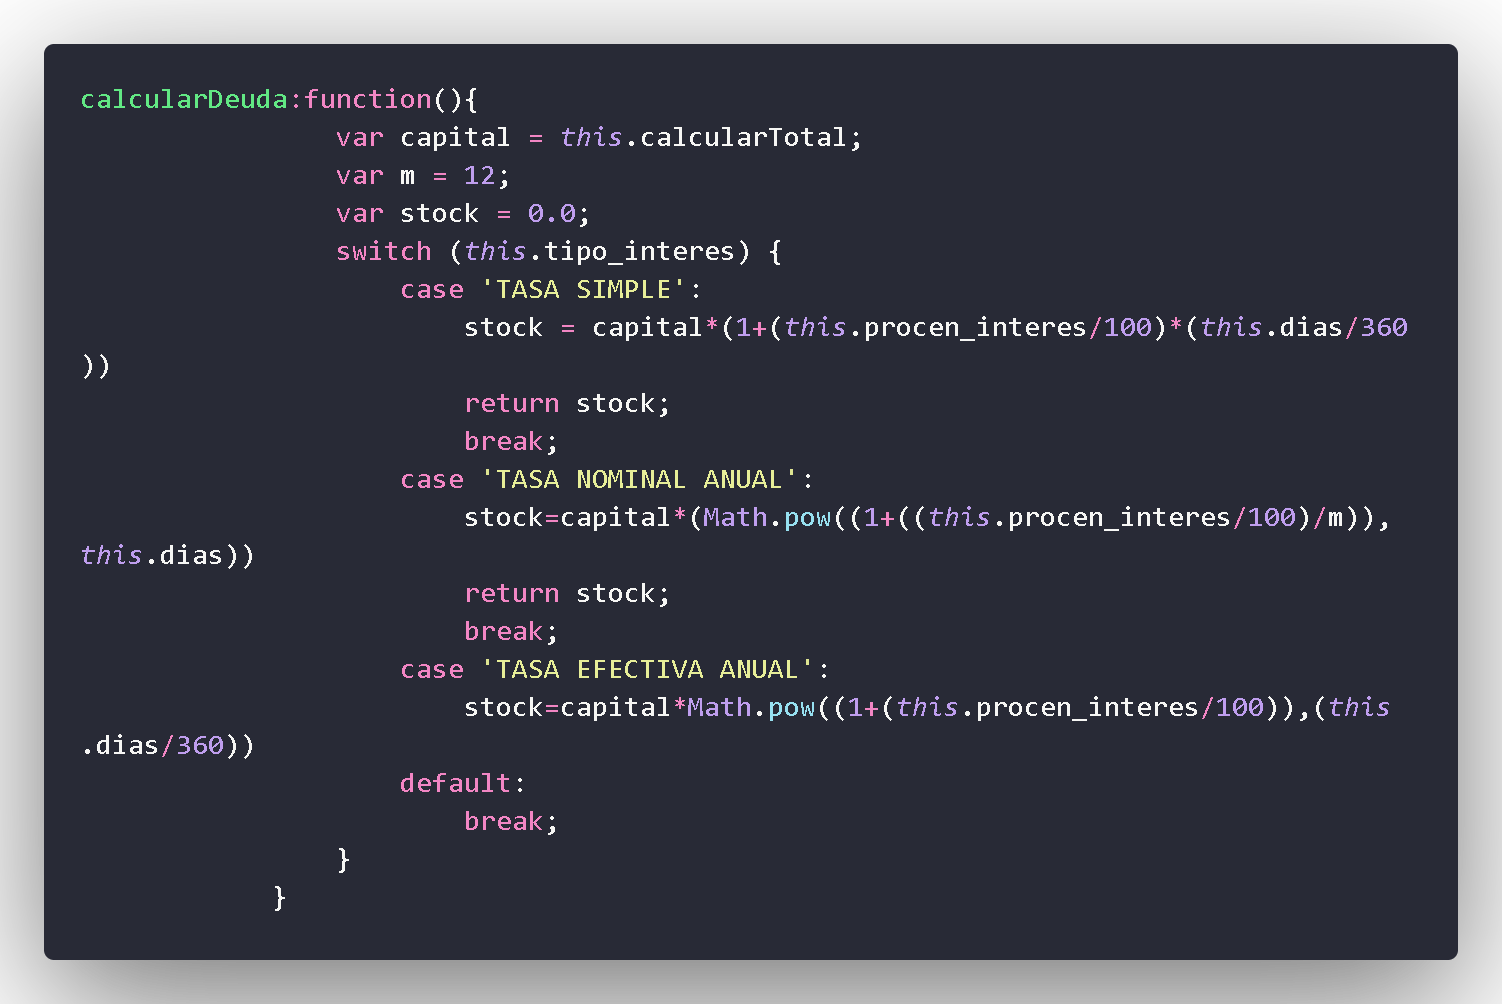 calcularDeuda:function(){
                var capital = this.calcularTotal;
                var m = 12;
                var stock = 0.0;
                switch (this.tipo_interes) {
                    case 'TASA SIMPLE':
                        stock = capital*(1+(this.procen_interes/100)*(this.dias/360
))
                        return stock;
                        break;
                    case 'TASA NOMINAL ANUAL':
                        stock=capital*(Math.pow((1+((this.procen_interes/100)/m)),
this.dias))
                        return stock;
                        break;
                    case 'TASA EFECTIVA ANUAL':
                        stock=capital*Math.pow((1+(this.procen_interes/100)),(this
.dias/360))
                    default:
                        break;
                }
            }